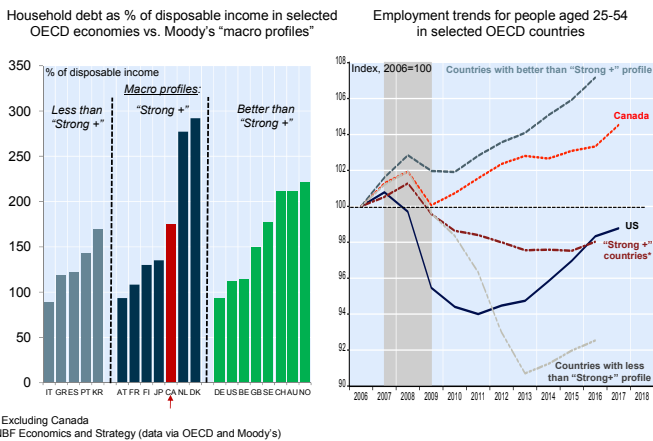 Household debt as % of disposable income in selected
OECD economies vs. Moody's "macro profiles"
350
300
250
200
150
100
50
0
% of disposable income
Macro profiles:
Less than
"Strong +"
"Strong +"
Better than
"Strong +"
IT GR ES PT KR
AT FR FI JP CA NL DK
DE US BE GB SE CH AU NO
Employment trends for people aged 25-54
in selected OECD countries
108
106
104
102
100
98
96
94
92
90
Index, 2006=100
Countries with better than "Strong +" profile
Canada
US
"Strong +"
countries*
Countries with less
than "Strong+" profile
2006 2007 2008 2009 2010 2011 2012 2013 2014 2015 2016 2017 2018
Excluding Canada
NBF Economics and Strategy (data via OECD and Moody's)